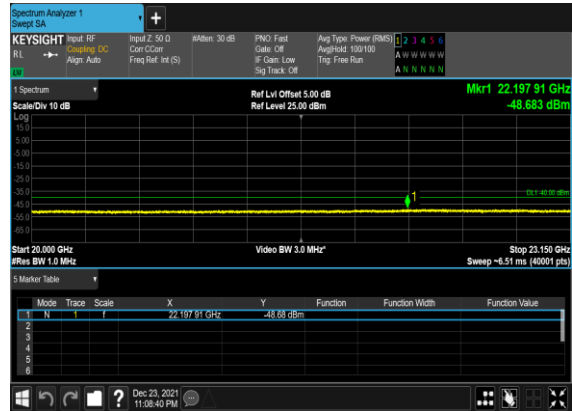 Spectrum Analyzer 1
Swept SA
+
KEYSIGHT Input: RF Input Z: 50 Ω #Atten: 30 dB PNO: Fast Avg Type: Power (RMS) 1 2 3 4 5 6
RL Coupling: DC Corr CCorr Gate: Off Avg|Hold: 100/100 A W W W W W
Align: Auto Freq Ref: Int (S) IF Gain: Low Trig: Free Run
LW Sig Track: Off A N N N N N
1 Spectrum Ref Lvl Offset 5.00 dB Mkr1 22.197 91 GHz
Scale/Div 10 dB Ref Level 25.00 dBm -48.683 dBm
Log
15.0
5.00
-5.00
-15.0
-25.0
-35.0 1 DL1 -40.00 dBm
-45.0
-55.0
-65.0
Start 20.000 GHz Video BW 3.0 MHz* Stop 23.150 GHz
#Res BW 1.0 MHz Sweep ~6.51 ms (40001 pts)
5 Marker Table
Mode Trace Scale X Y Function Function Width Function Value
1 N 1 f 22.197 91 GHz -48.68 dBm
2
3
4
5
6
? Dec 23, 2021
11:08:40 PM